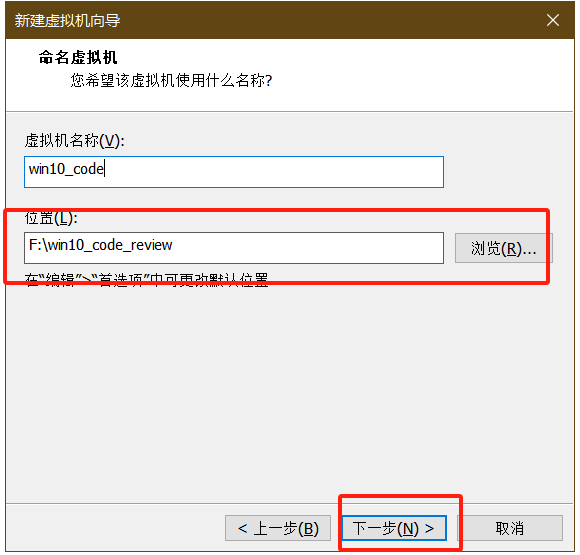 新建虚拟机向导
命名虚拟机
您希望该虚拟机使用什么名称?
虚拟机名称(V):
win10_code
位置(L):
F:\win10_code_review
浏览(R)...
在“编辑”>“首选项”中可更改默认位置
< 上一步(B)
下一步(N) >
取消